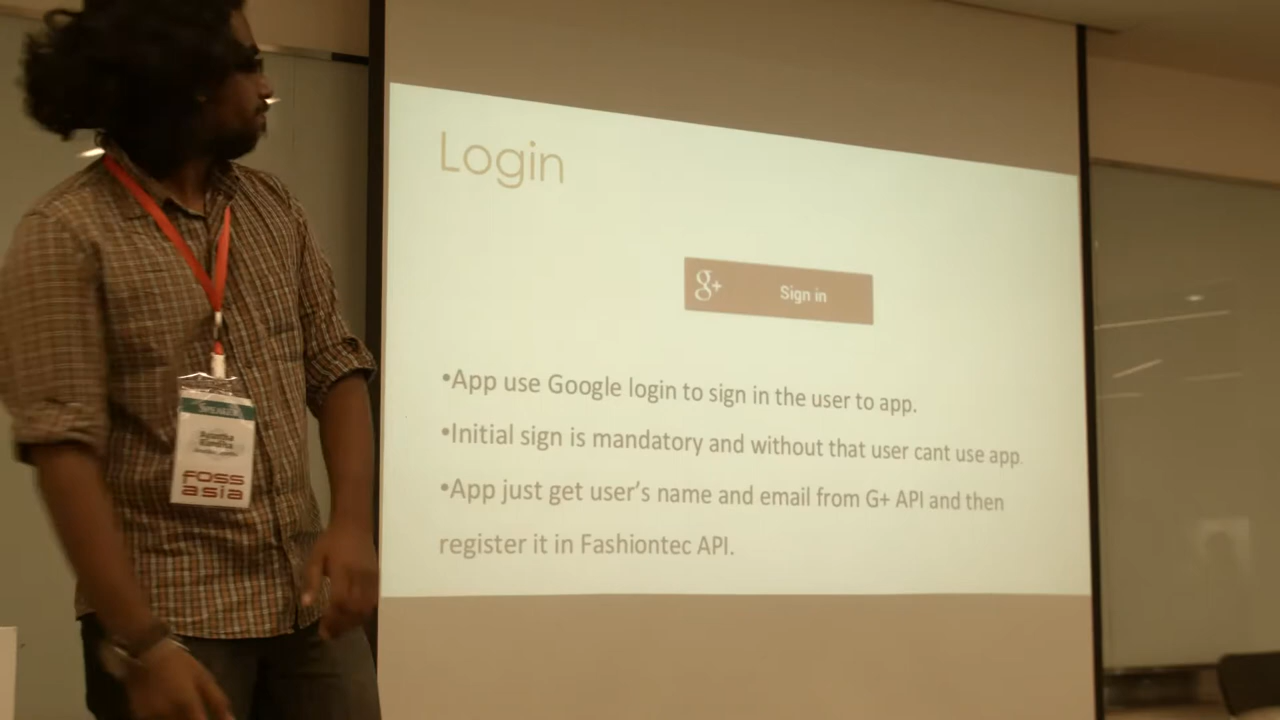 Login
g+ Sign in
•App use Google login to sign in the user to app.
•Initial sign is mandatory and without that user cant use app.
•App just get user's name and email from G+ API and then
register it in Fashiontec API.
SPEAKER
FOSS
asia